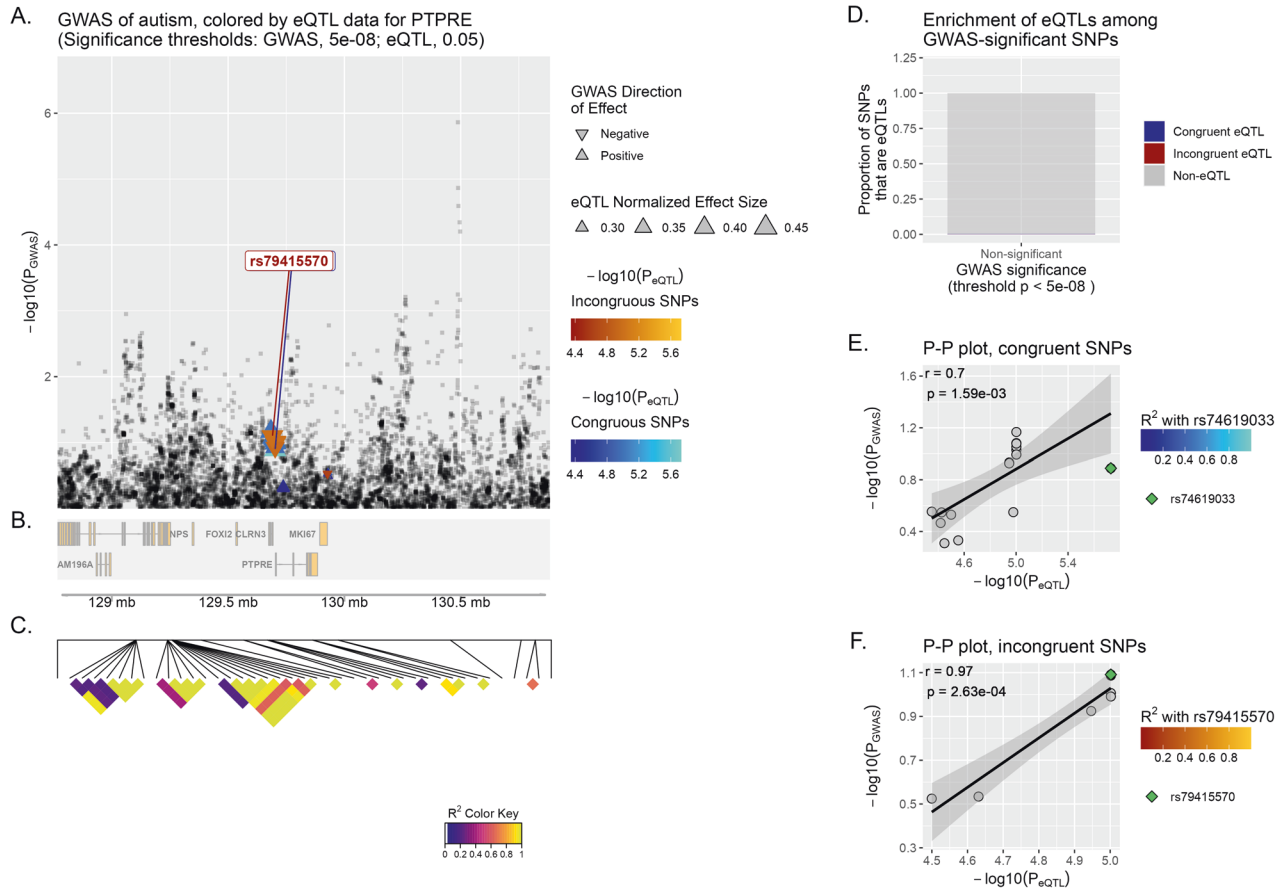 A.
GWAS of autism, colored by eQTL data for PTPRE
(Significance thresholds: GWAS, 5e-08; eQTL, 0.05)
− log10(PGWAS)
6
4
2
rs79415570
GWAS Direction
of Effect
Negative
Positive
eQTL Normalized Effect Size
0.30 0.35 0.40 0.45
− log10(PeQTL)
Incongruous SNPs
4.4 4.8 5.2 5.6
− log10(PeQTL)
Congruous SNPs
4.4 4.8 5.2 5.6
B.
NPS FOXI2 CLRN3 MKI67
AM196A PTPRE
129 mb 129.5 mb 130 mb 130.5 mb
C.
R2 Color Key
0 0.2 0.4 0.6 0.8 1
D.
Enrichment of eQTLs among
GWAS-significant SNPs
Proportion of SNPs
that are eQTLs
1.25
1.00
0.75
0.50
0.25
0.00
Non-significant
GWAS significance
(threshold p < 5e-08 )
Congruent eQTL
Incongruent eQTL
Non-eQTL
E.
P-P plot, congruent SNPs
r = 0.7
p = 1.59e-03
− log10(PGWAS)
1.6
1.2
0.8
0.4
4.6 5.0 5.4
− log10(PeQTL)
R2 with rs74619033
0.2 0.4 0.6 0.8
rs74619033
F.
P-P plot, incongruent SNPs
r = 0.97
p = 2.63e-04
− log10(PGWAS)
1.1
0.9
0.7
0.5
0.3
4.5 4.6 4.7 4.8 4.9 5.0
− log10(PeQTL)
R2 with rs79415570
0.2 0.4 0.6 0.8
rs79415570